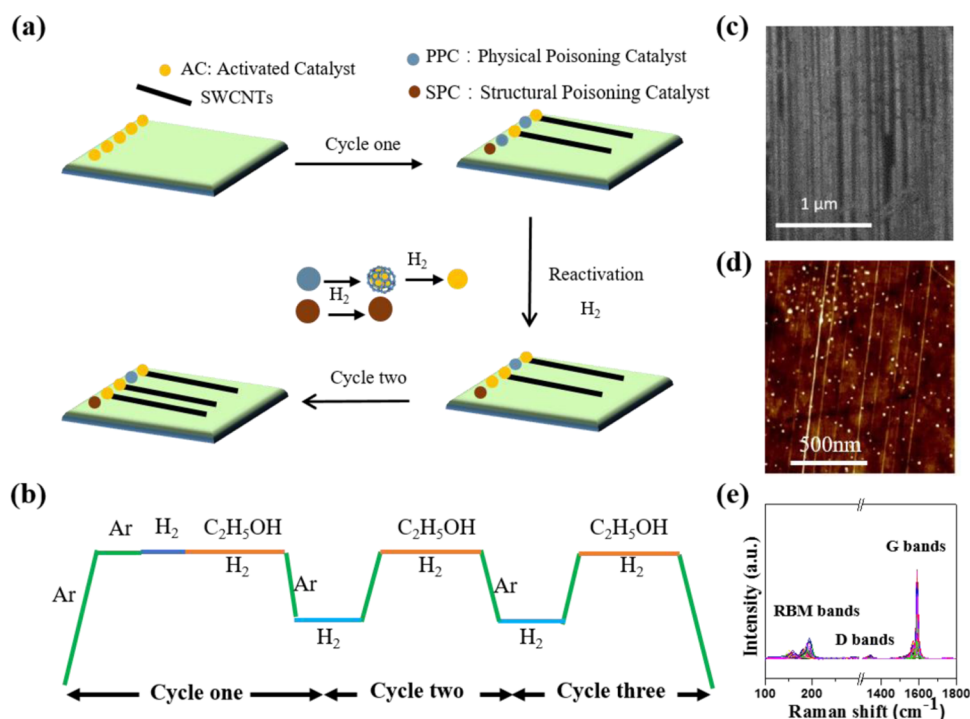 (a)
AC: Activated Catalyst
SWCNTs
PPC : Physical Poisoning Catalyst
SPC : Structural Poisoning Catalyst
Cycle one
Reactivation
H₂
H₂
H₂
Cycle two
(b)
Ar
Ar
H₂
C₂H₅OH
H₂
Ar
H₂
C₂H₅OH
H₂
Ar
H₂
C₂H₅OH
H₂
Cycle one
Cycle two
Cycle three
(c)
1 μm
(d)
500nm
(e)
Intensity (a.u.)
RBM bands
D bands
G bands
100 200 1400 1600 1800
Raman shift (cm⁻¹)